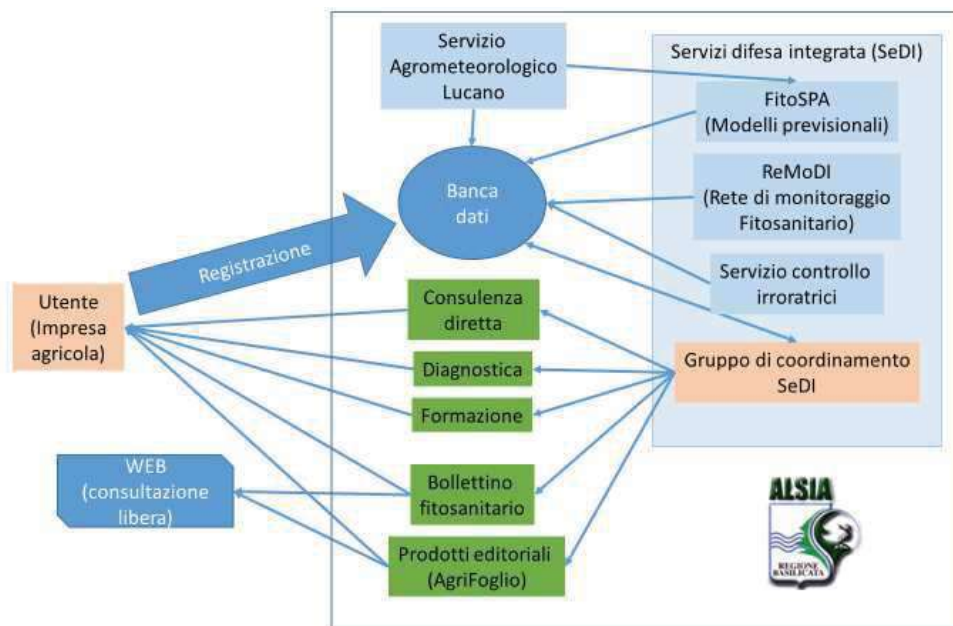 Servizio
Agrometeorologico
Lucano
Servizi difesa integrata (SeDI)
FitoSPA
(Modelli previsionali)
Banca
dati
ReMoDI
(Rete di monitoraggio
Fitosanitario)
Registrazione
Servizio controllo
irroratrici
Utente
(Impresa
agricola)
Consulenza
diretta
Diagnostica
Formazione
Gruppo di coordinamento
SeDI
WEB
(consultazione
libera)
Bollettino
fitosanitario
Prodotti editoriali
(AgriFoglio)
ALSIA
REGIONE
BASILICATA